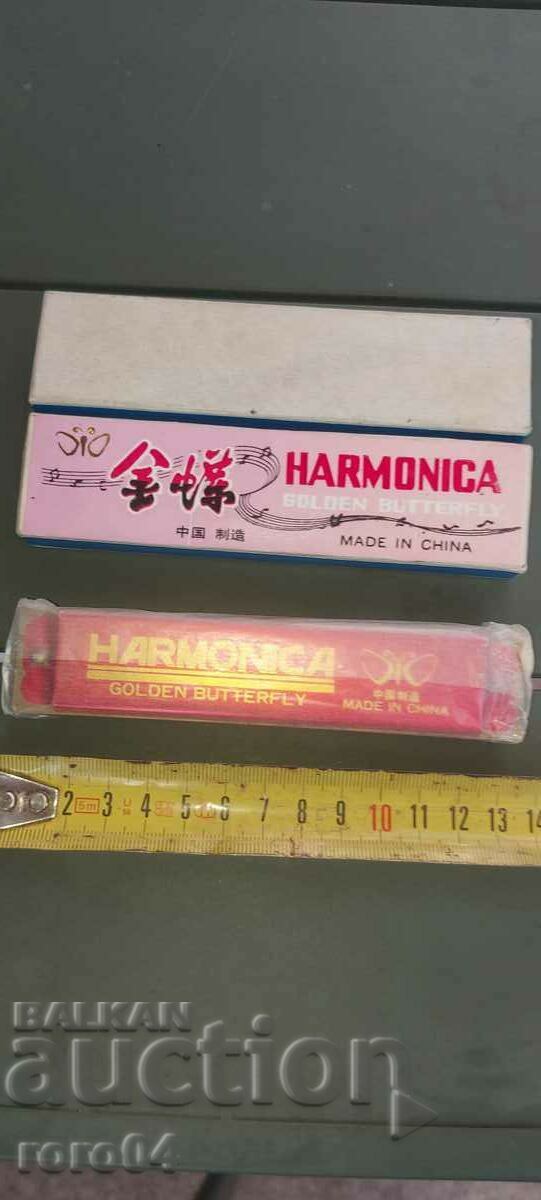 金蝶
HARMONICA
GOLDEN BUTTERFLY
中国 制造
MADE IN CHINA
HARMONICA
GOLDEN BUTTERFLY
中国制造
MADE IN CHINA
2 5m 3 4 5 6 7 8 9 10 11 12 13 14
BALKAN
auction
roro04